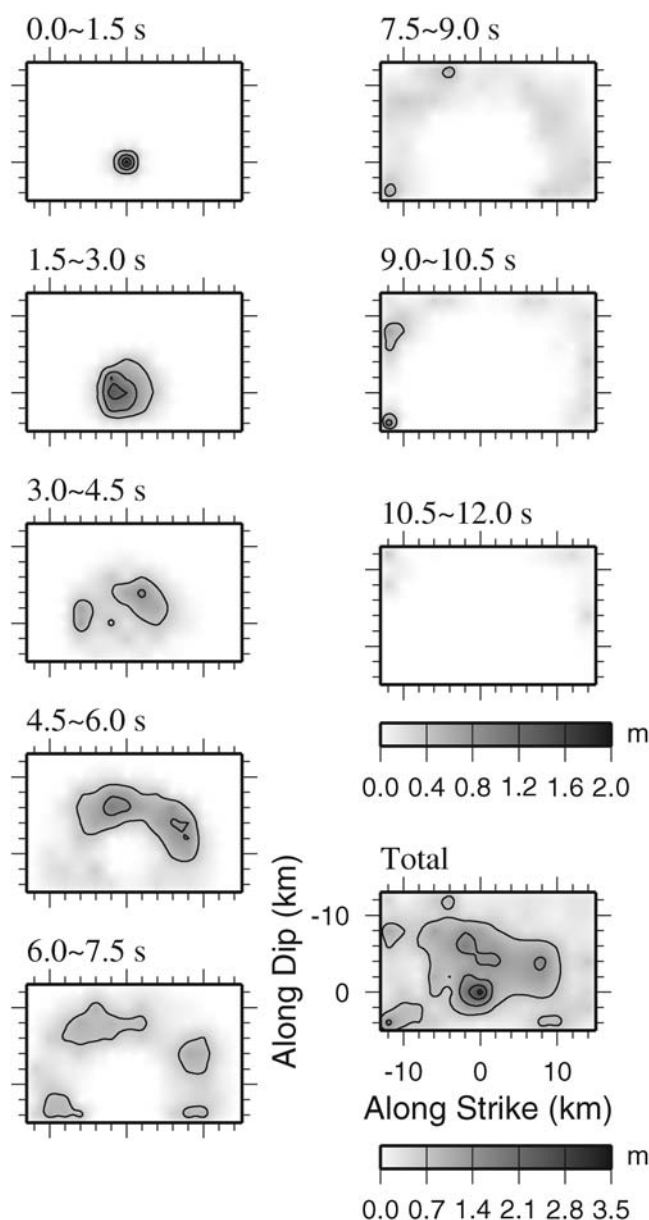 0.0~1.5 s
1.5~3.0 s
3.0~4.5 s
4.5~6.0 s
6.0~7.5 s
7.5~9.0 s
9.0~10.5 s
10.5~12.0 s
m
0.0 0.4 0.8 1.2 1.6 2.0
Total
Along Dip (km)
-10
0
-10 0 10
Along Strike (km)
m
0.0 0.7 1.4 2.1 2.8 3.5